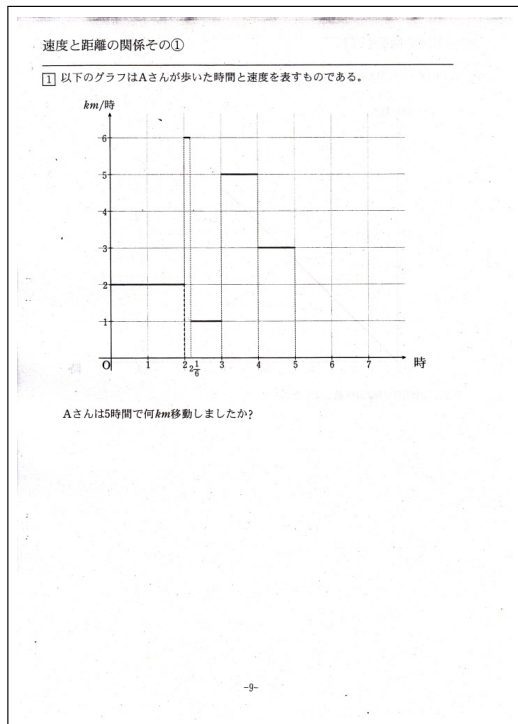 速度と距離の関係その①
1 以下のグラフはAさんが歩いた時間と速度を表すものである。
km/時
6
5
4
3
2
1
O 1 2 2 1/6 3 4 5 6 7 時
Aさんは5時間で何km移動しましたか?
-9-